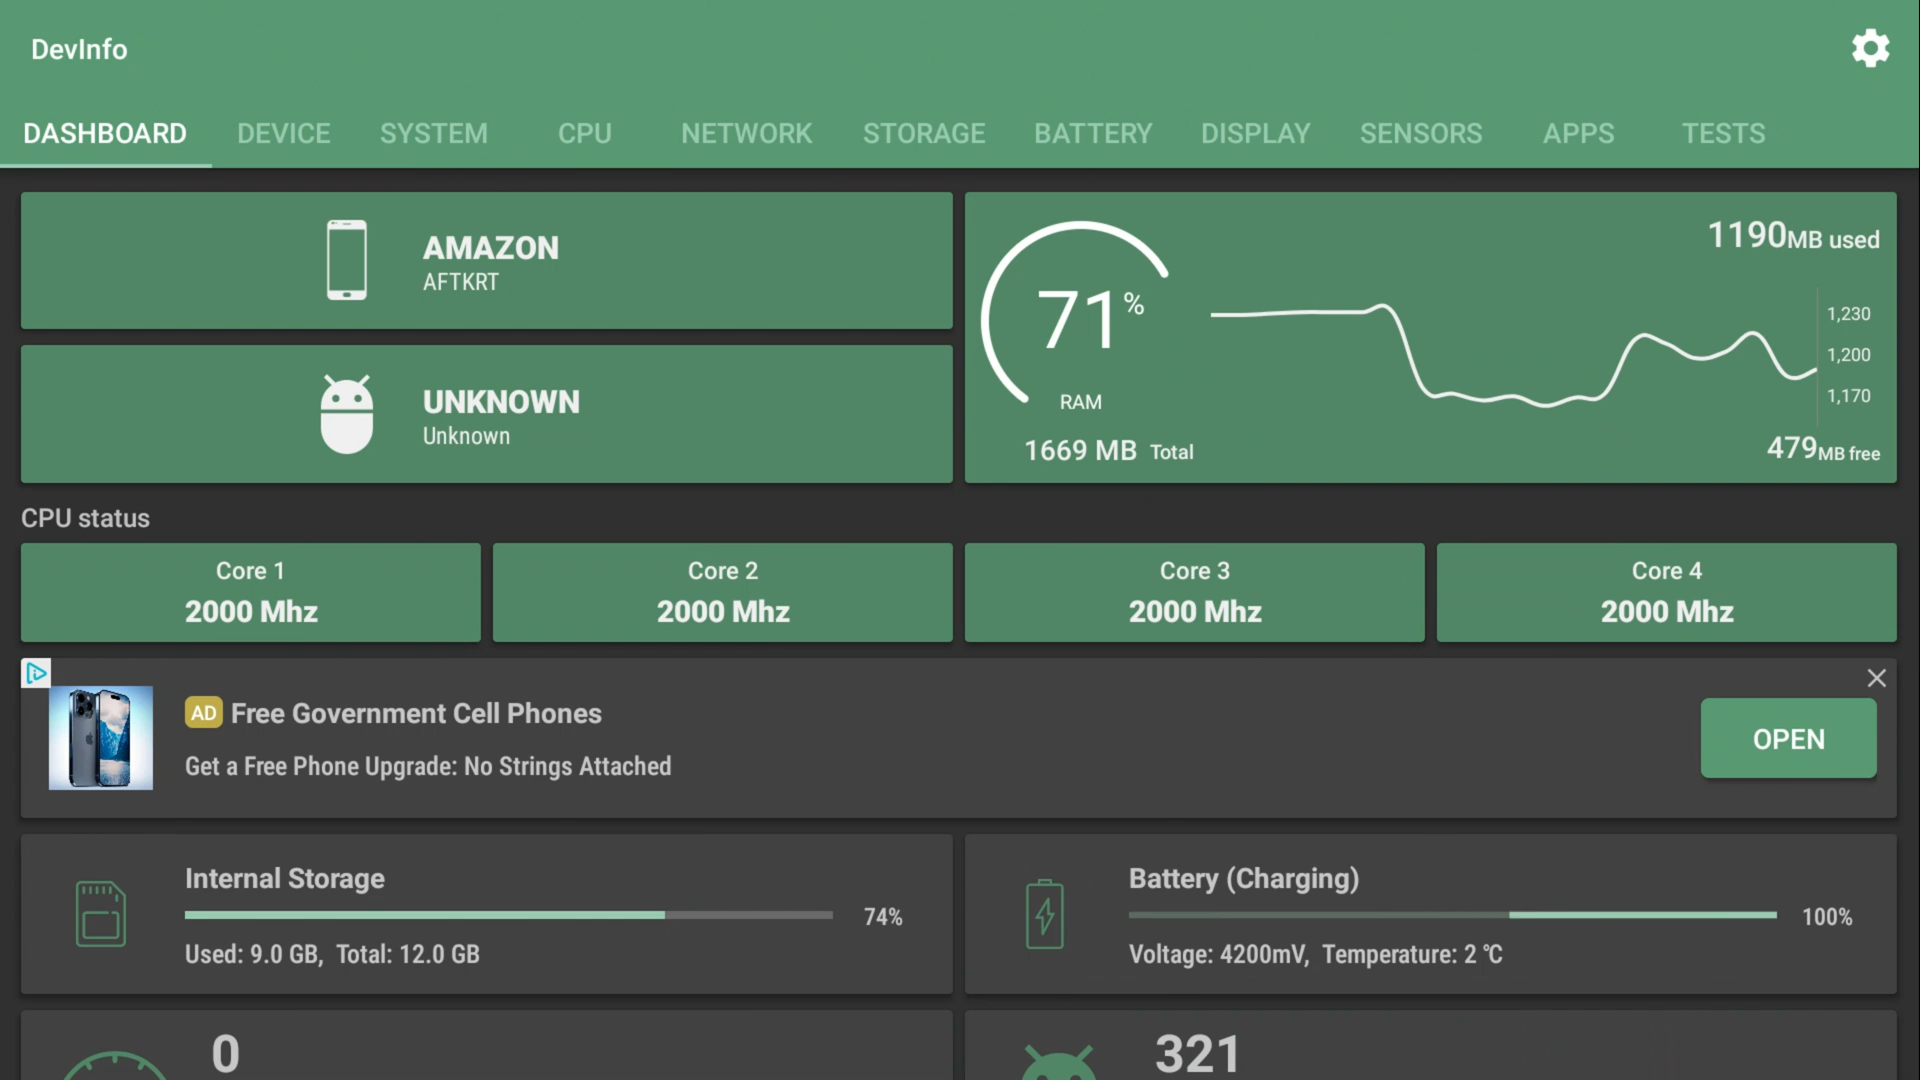 DevInfo
DASHBOARD DEVICE SYSTEM CPU NETWORK STORAGE BATTERY DISPLAY SENSORS APPS TESTS
AMAZON
AFTKRT
UNKNOWN
Unknown
71%
RAM
1669 MB Total
1190MB used
1,230
1,200
1,170
479MB free
CPU status
Core 1
2000 Mhz
Core 2
2000 Mhz
Core 3
2000 Mhz
Core 4
2000 Mhz
AD Free Government Cell Phones
Get a Free Phone Upgrade: No Strings Attached
OPEN
Internal Storage
74%
Used: 9.0 GB, Total: 12.0 GB
Battery (Charging)
100%
Voltage: 4200mV, Temperature: 2 °C
0
321